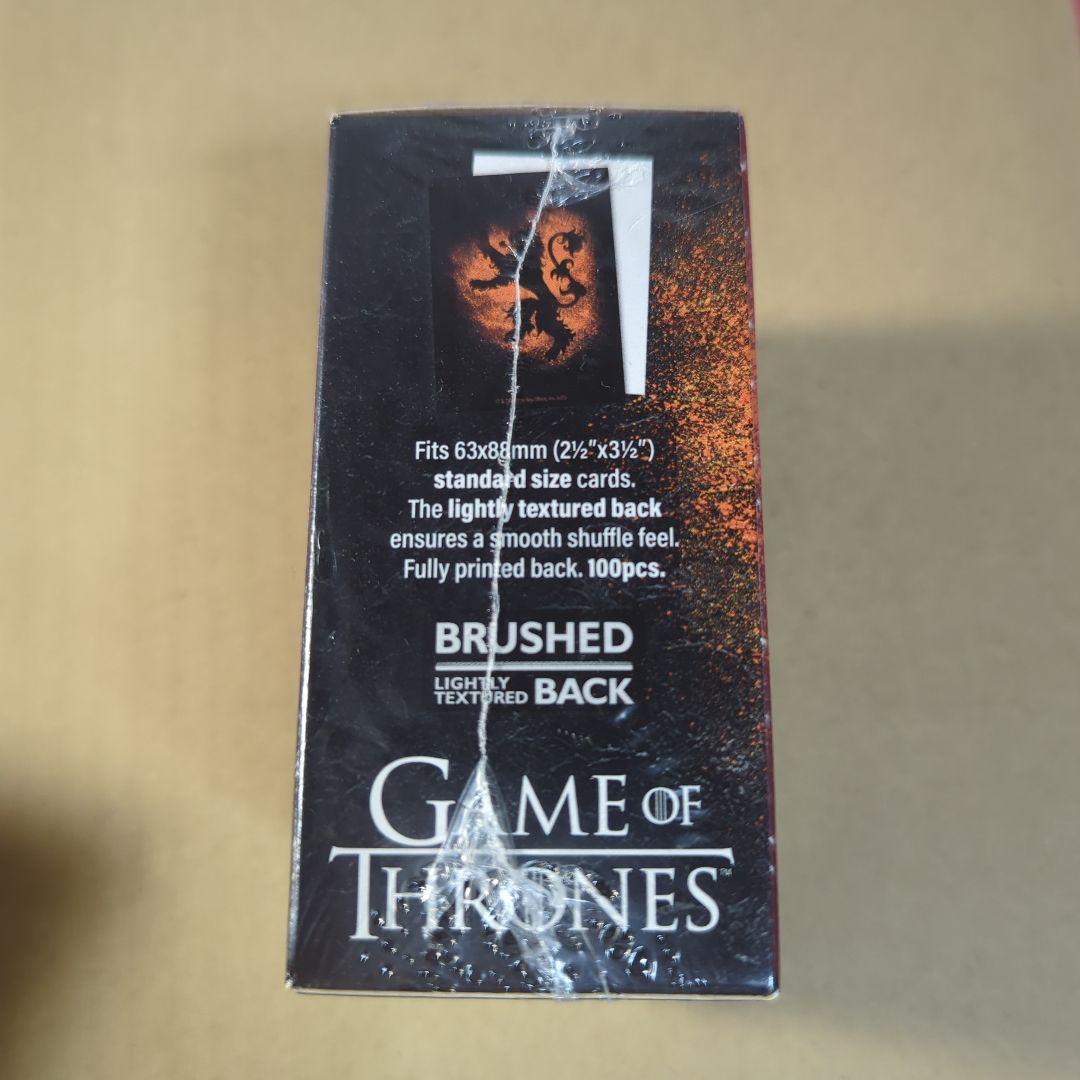 Fits 63x88mm (2½"x3½")
standard size cards.
The lightly textured back
ensures a smooth shuffle feel.
Fully printed back. 100pcs.
BRUSHED
LIGHTLY
TEXTURED BACK
GAME OF
THRONES™